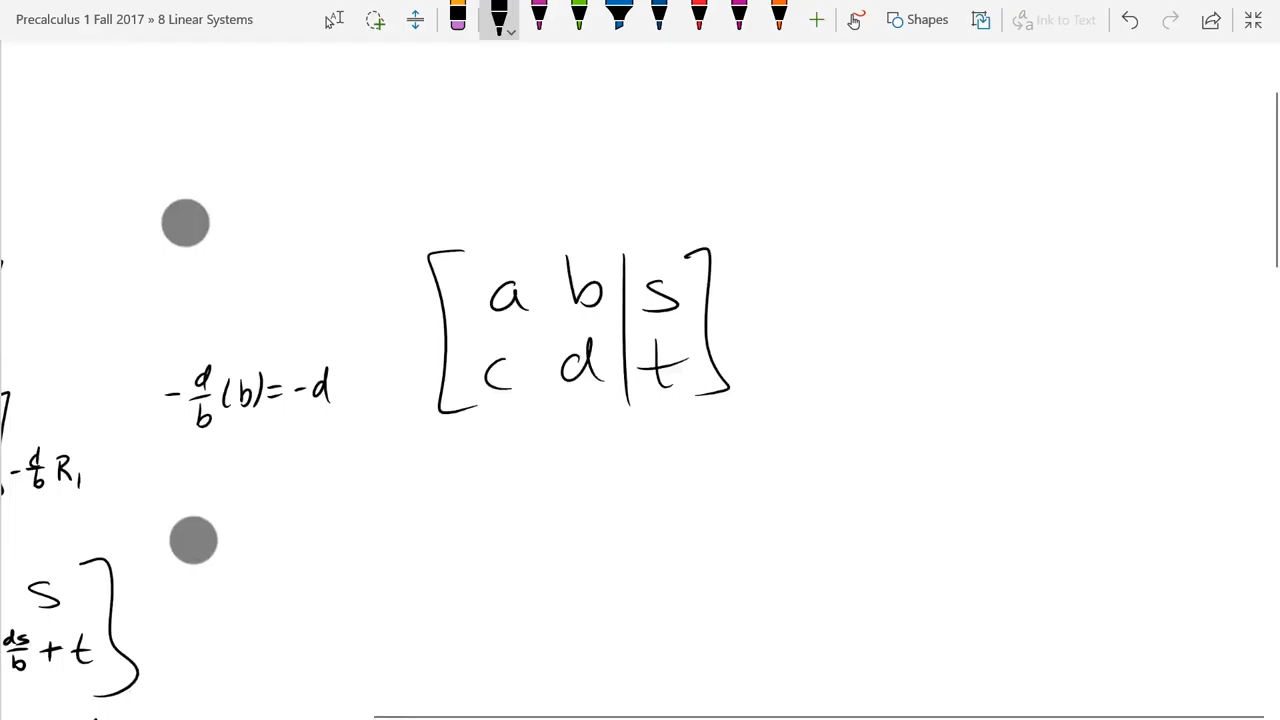 Precalculus 1 Fall 2017 » 8 Linear Systems
Shapes
Ink to Text
a b | s
c d | t
-d/b (b) = -d
-d/b R₁
s
ds/b + t